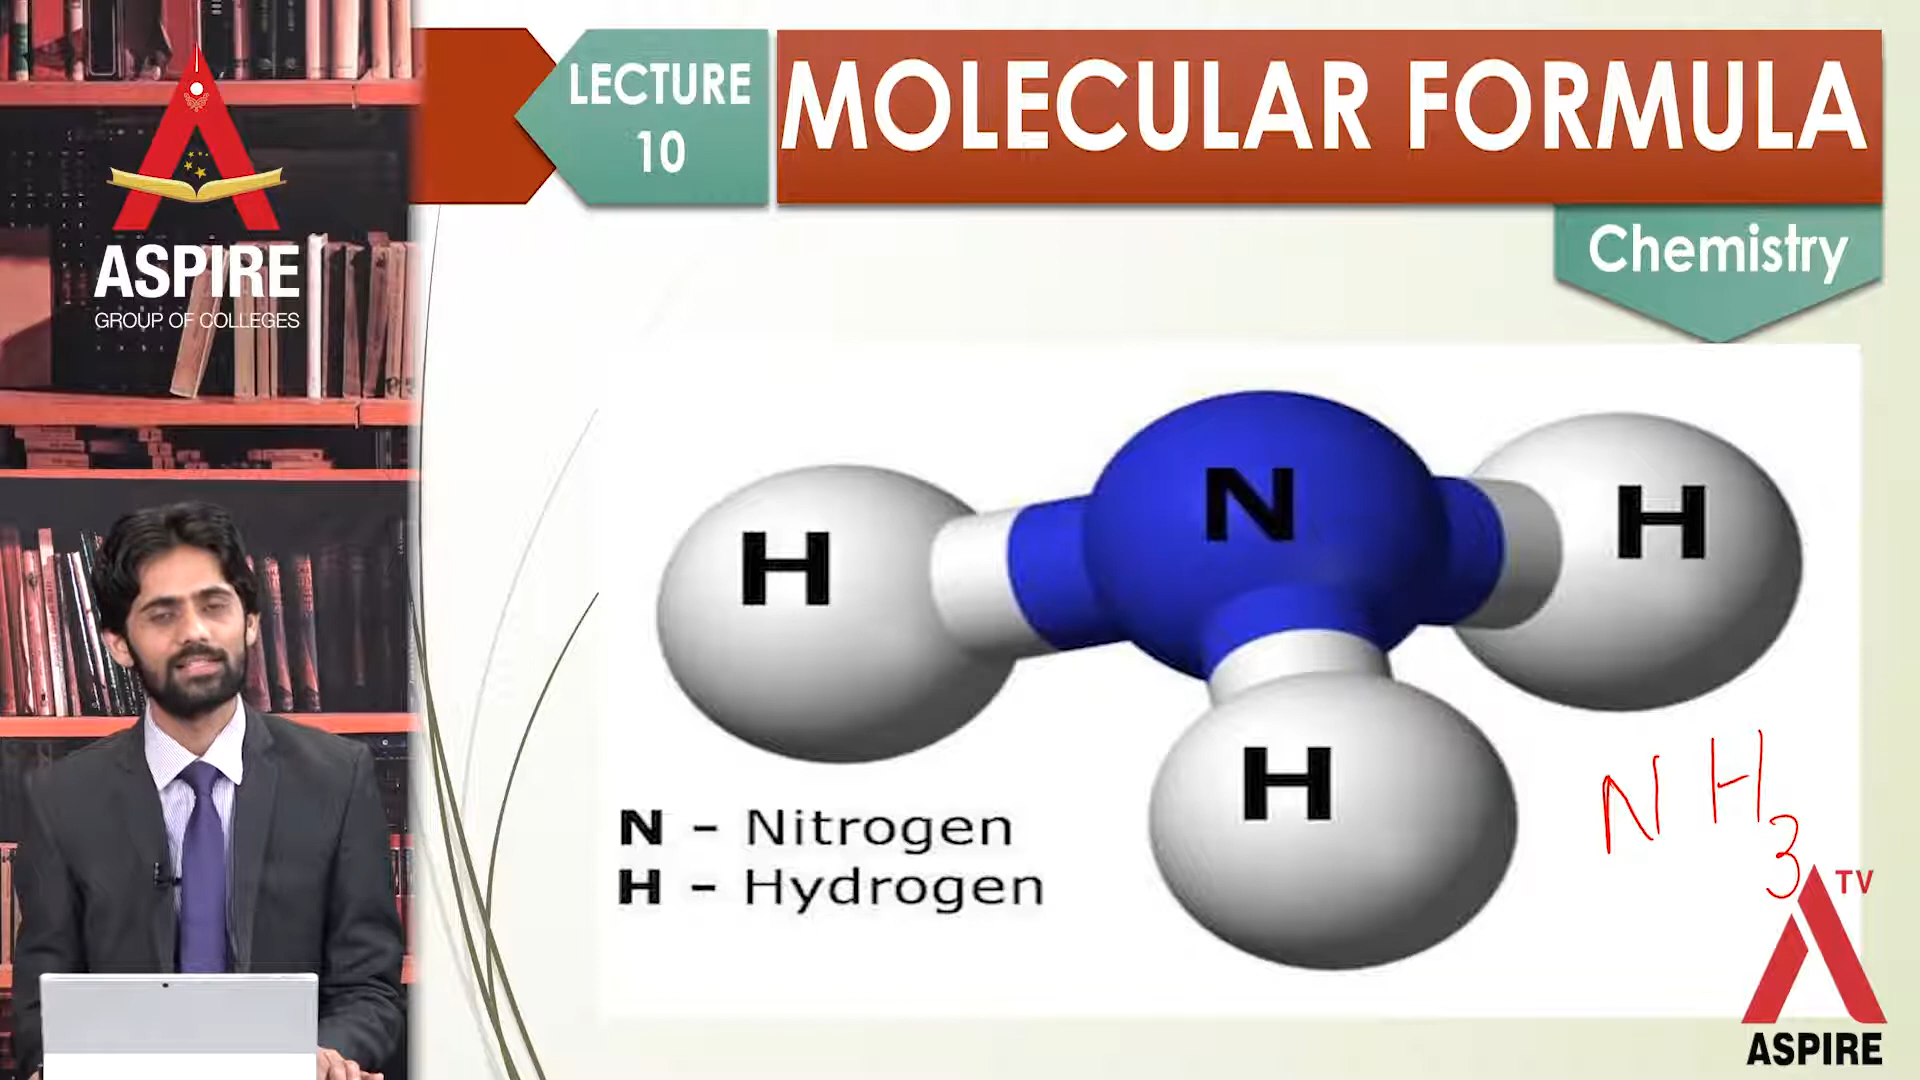 LECTURE
10
MOLECULAR FORMULA
Chemistry
ASPIRE
GROUP OF COLLEGES
N
H
H
H
N – Nitrogen
H – Hydrogen
NH3
TV
ASPIRE